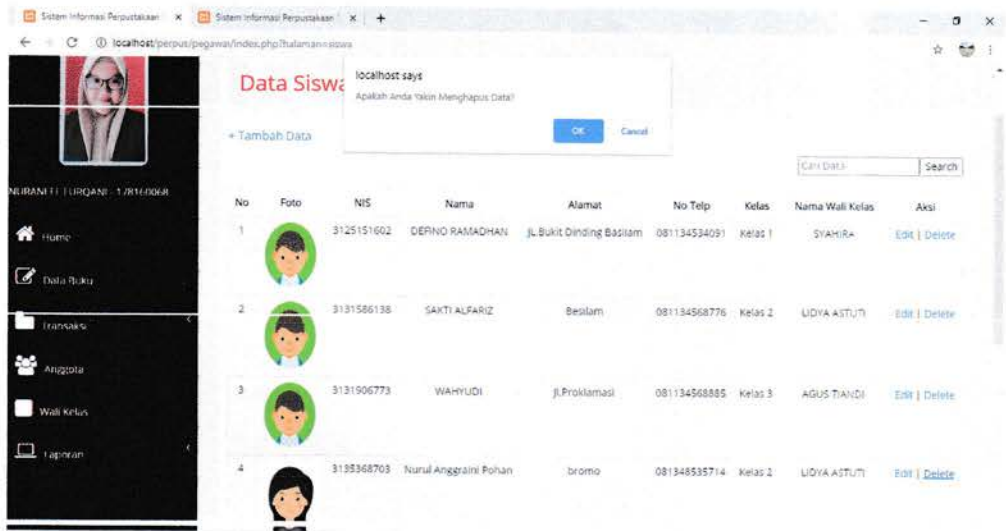 Sistem Informasi Perpustakaan × Sistem Informasi Perpustakaan × +
localhost/perpus/pegawai/index.php?halaman=siswa
localhost says
Apakah Anda Yakin Menghapus Data?
OK Cancel
Data Siswa
+ Tambah Data
Cari Data Search
178160068
Home
Data Buku
Transaksi
Anggota
Wali Kelas
Laporan
No Foto NIS Nama Alamat No Telp Kelas Nama Wali Kelas Aksi
1 3125151602 DEFINO RAMADHAN JL.Bukit Dinding Basilam 081134534091 Kelas 1 SYAHIRA Edit | Delete
2 3131586138 SAKTI ALFARIZ Besilam 081134568776 Kelas 2 LIDYA ASTUTI Edit | Delete
3 3131906773 WAHYUDI Jl.Proklamasi 081134568885 Kelas 3 AGUS TIANDI Edit | Delete
4 3135368703 Nurul Anggraini Pohan bromo 081348535714 Kelas 2 LIDYA ASTUTI Edit | Delete